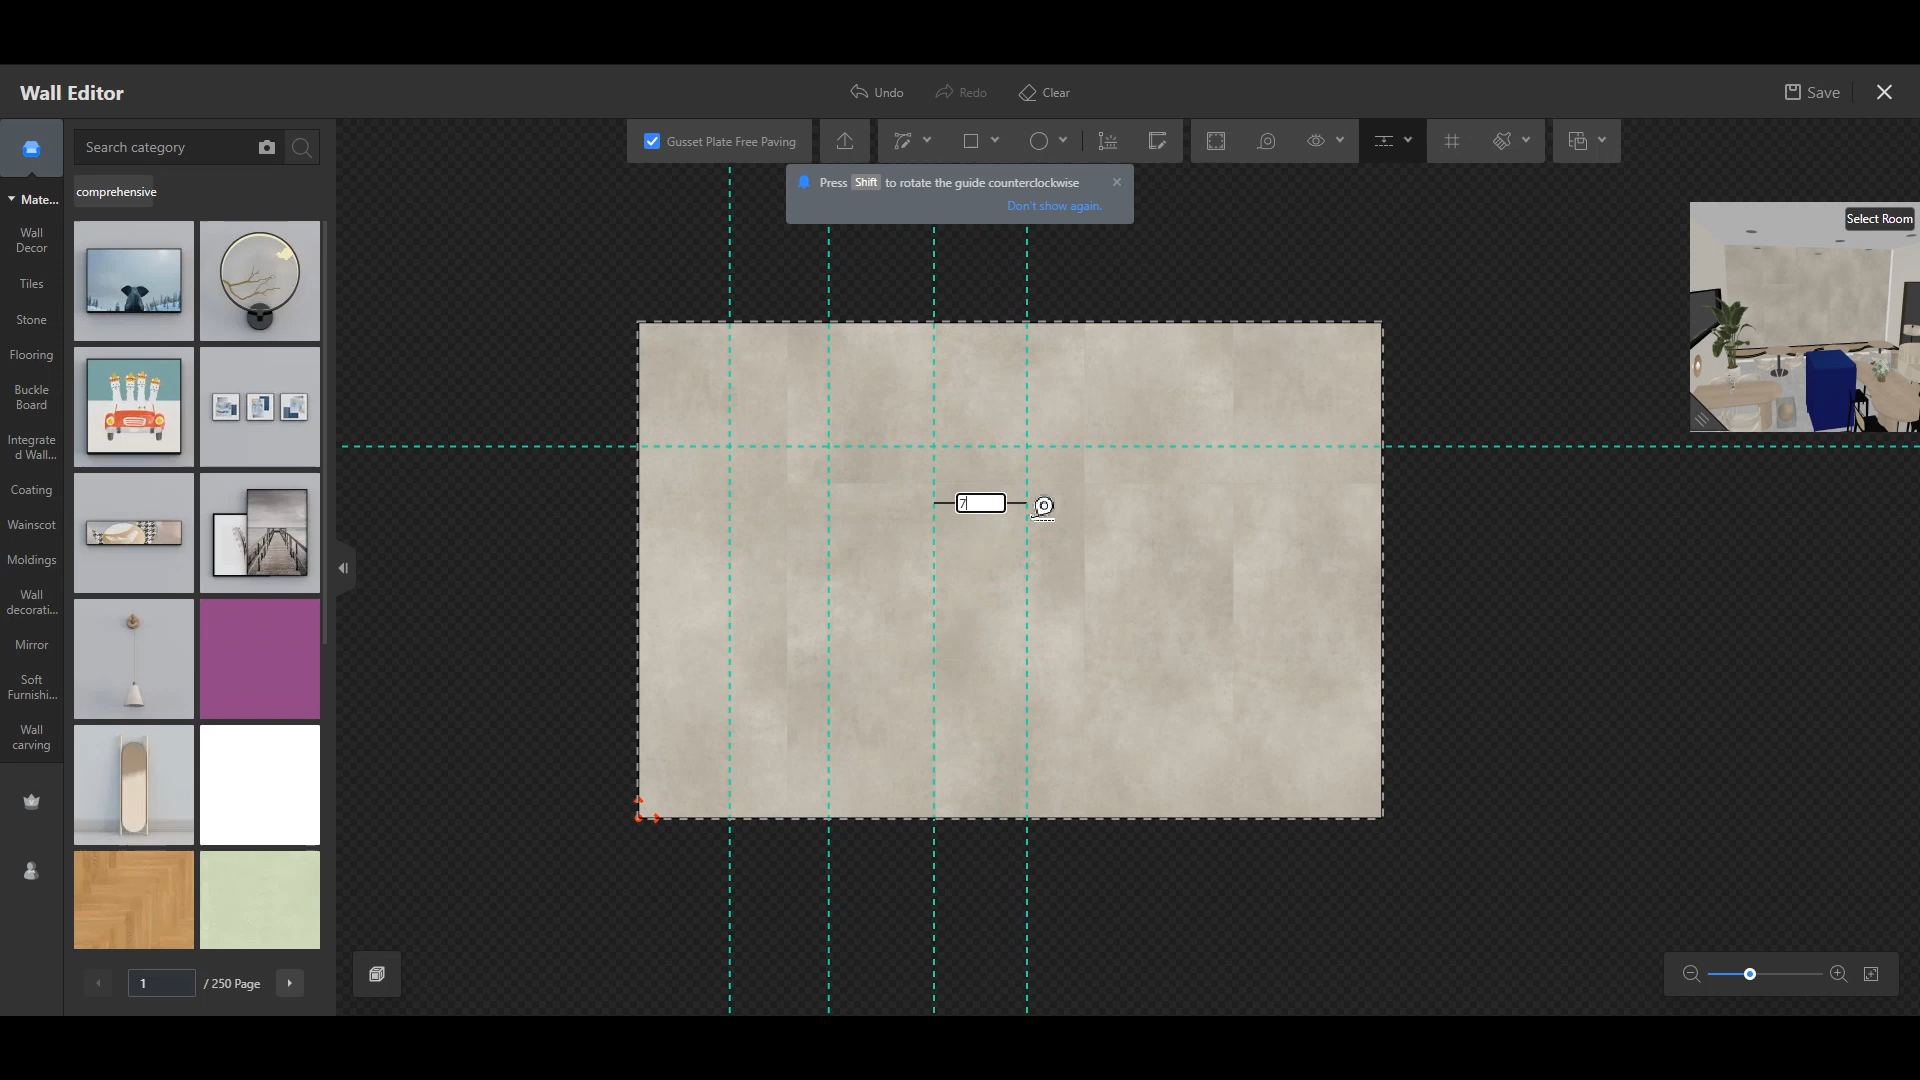 Wall Editor
Undo
Redo
Clear
Save
Search category
Gusset Plate Free Paving
Press Shift to rotate the guide counterclockwise
Don't show again.
comprehensive
Mate...
Wall
Decor
Tiles
Stone
Flooring
Buckle
Board
Integrate
d Wall...
Coating
Wainscot
Moldings
Wall
decorati...
Mirror
Soft
Furnishi...
Wall
carving
Select Room
7
1
/ 250 Page